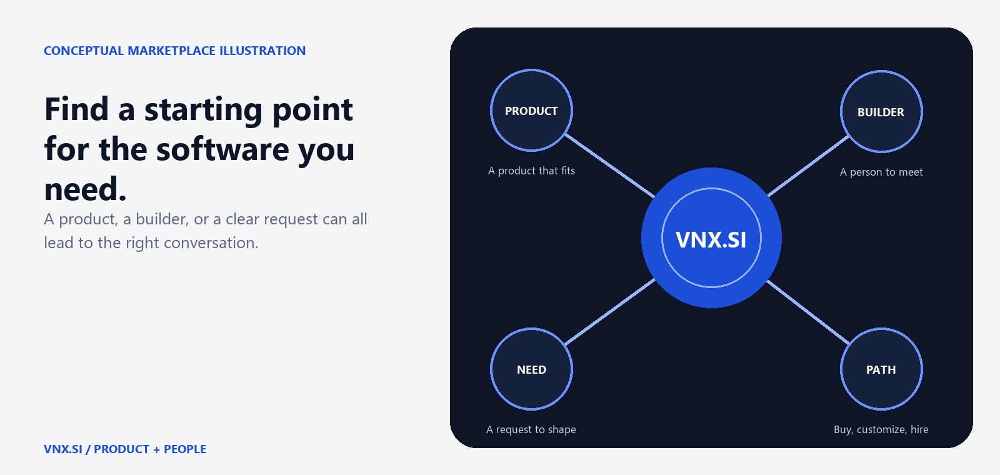 CONCEPTUAL MARKETPLACE ILLUSTRATION
Find a starting point
for the software you
need.
A product, a builder, or a clear request can all
lead to the right conversation.
VNX.SI / PRODUCT + PEOPLE
PRODUCT
A product that fits
BUILDER
A person to meet
VNX.SI
NEED
A request to shape
PATH
Buy, customize, hire